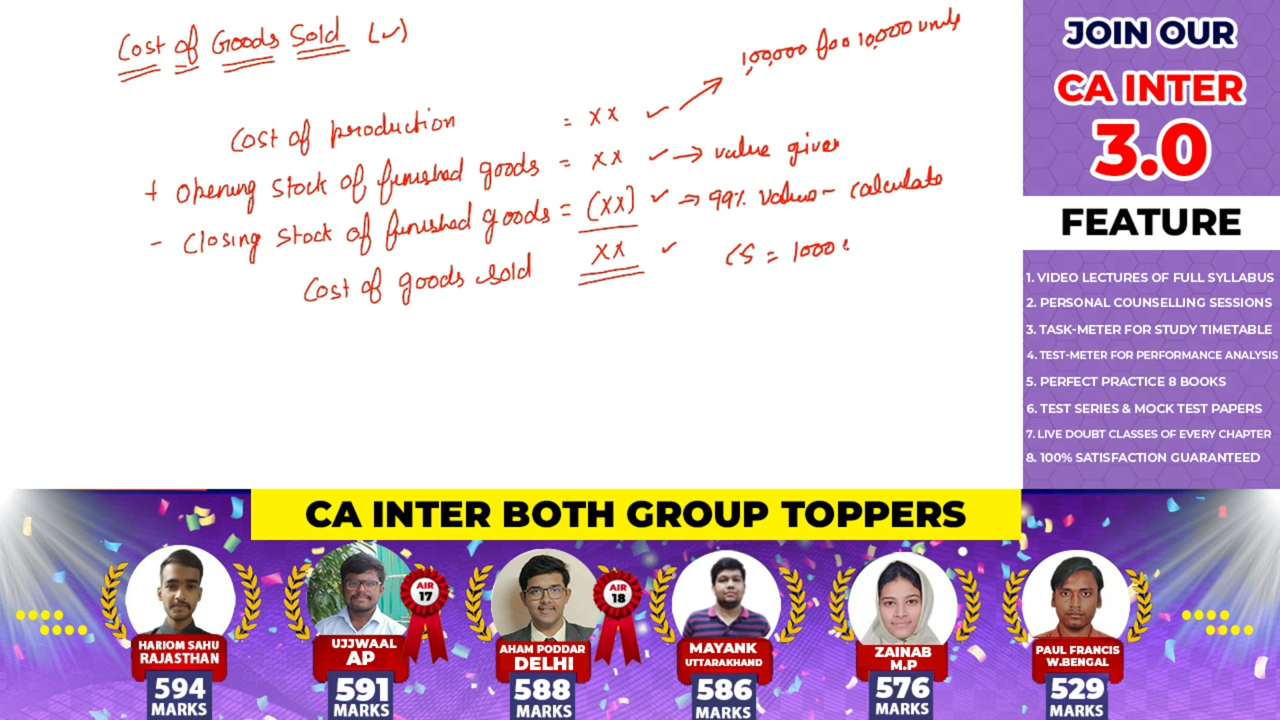 Cost of Goods Sold (✓)
1,00,000 for 10,000 units
Cost of production = XX ✓
+ opening stock of finished goods = XX ✓ → value given
- closing stock of finished goods = (XX) ✓ ⇒ 99% value - calculate
Cost of goods sold XX ✓ CS = 1000
JOIN OUR
CA INTER
3.0
FEATURE
1. VIDEO LECTURES OF FULL SYLLABUS
2. PERSONAL COUNSELLING SESSIONS
3. TASK-METER FOR STUDY TIMETABLE
4. TEST-METER FOR PERFORMANCE ANALYSIS
5. PERFECT PRACTICE 8 BOOKS
6. TEST SERIES & MOCK TEST PAPERS
7. LIVE DOUBT CLASSES OF EVERY CHAPTER
8. 100% SATISFACTION GUARANTEED
CA INTER BOTH GROUP TOPPERS
HARIOM SAHU
RAJASTHAN
594
MARKS
AIR
17
UJJWAAL
AP
591
MARKS
AIR
18
AHAM PODDAR
DELHI
588
MARKS
MAYANK
UTTARAKHAND
586
MARKS
ZAINAB
M.P
576
MARKS
PAUL FRANCIS
W.BENGAL
529
MARKS